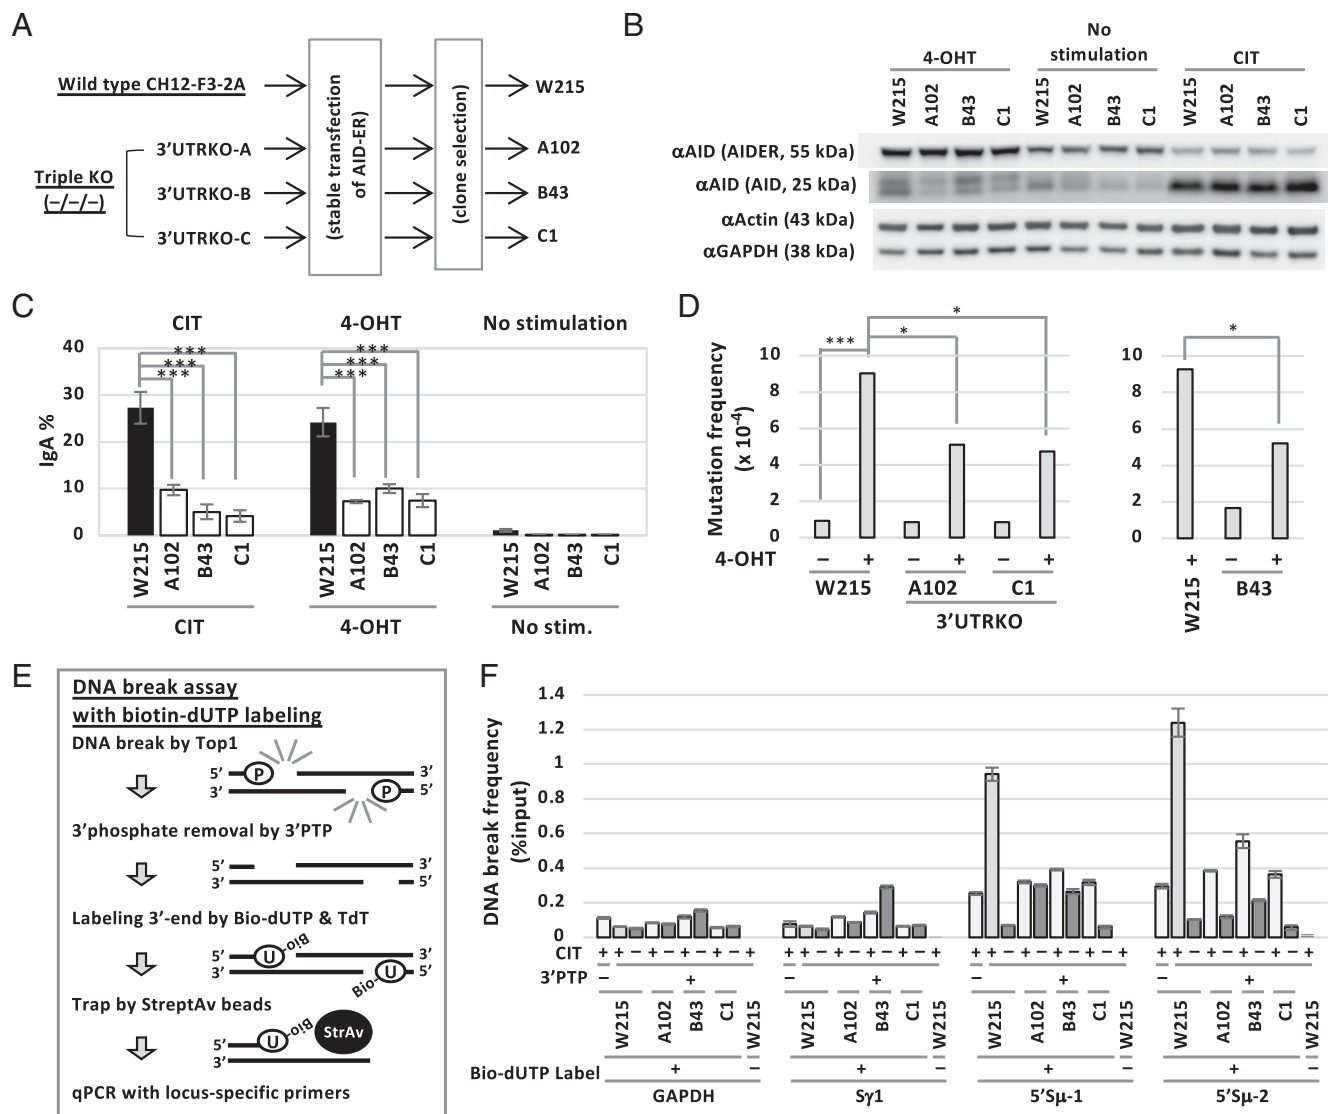 A
Wild type CH12-F3-2A
Triple KO
(–/–/–)
3’UTRKO-A
3’UTRKO-B
3’UTRKO-C
(stable transfection
of AID-ER)
(clone selection)
W215
A102
B43
C1
B
4-OHT
No
stimulation
CIT
W215 A102 B43 C1 W215 A102 B43 C1 W215 A102 B43 C1
αAID (AIDER, 55 kDa)
αAID (AID, 25 kDa)
αActin (43 kDa)
αGAPDH (38 kDa)
C
CIT 4-OHT No stimulation
IgA %
40
30
20
10
0
*** ***
*** ***
*** ***
W215 A102 B43 C1 W215 A102 B43 C1 W215 A102 B43 C1
CIT 4-OHT No stim.
D
Mutation frequency
(x 10⁻⁴)
10
8
6
4
2
0
*** * *
4-OHT – + – + – +
W215 A102 C1
3’UTRKO
10
8
6
4
2
0
*
+ – +
W215 B43
E
DNA break assay
with biotin-dUTP labeling
DNA break by Top1
5’ P 3’
3’ P 5’
3’phosphate removal by 3’PTP
5’ 3’
3’ 5’
Labeling 3’-end by Bio-dUTP & TdT
5’ U -Bio 3’
3’ Bio- U 5’
Trap by StreptAv beads
5’ U -Bio StrAv
3’
qPCR with locus-specific primers
F
DNA break frequency
(%input)
1.4
1.2
1
0.8
0.6
0.4
0.2
0
CIT + + – + – + – + – + + + – + – + – + – + + + – + – + – + – + + + – + – + – + – +
3’PTP – + – + – + – +
W215 A102 B43 C1 W215 W215 A102 B43 C1 W215 W215 A102 B43 C1 W215 W215 A102 B43 C1 W215
Bio-dUTP Label + – + – + – + –
GAPDH Sγ1 5’Sμ-1 5’Sμ-2